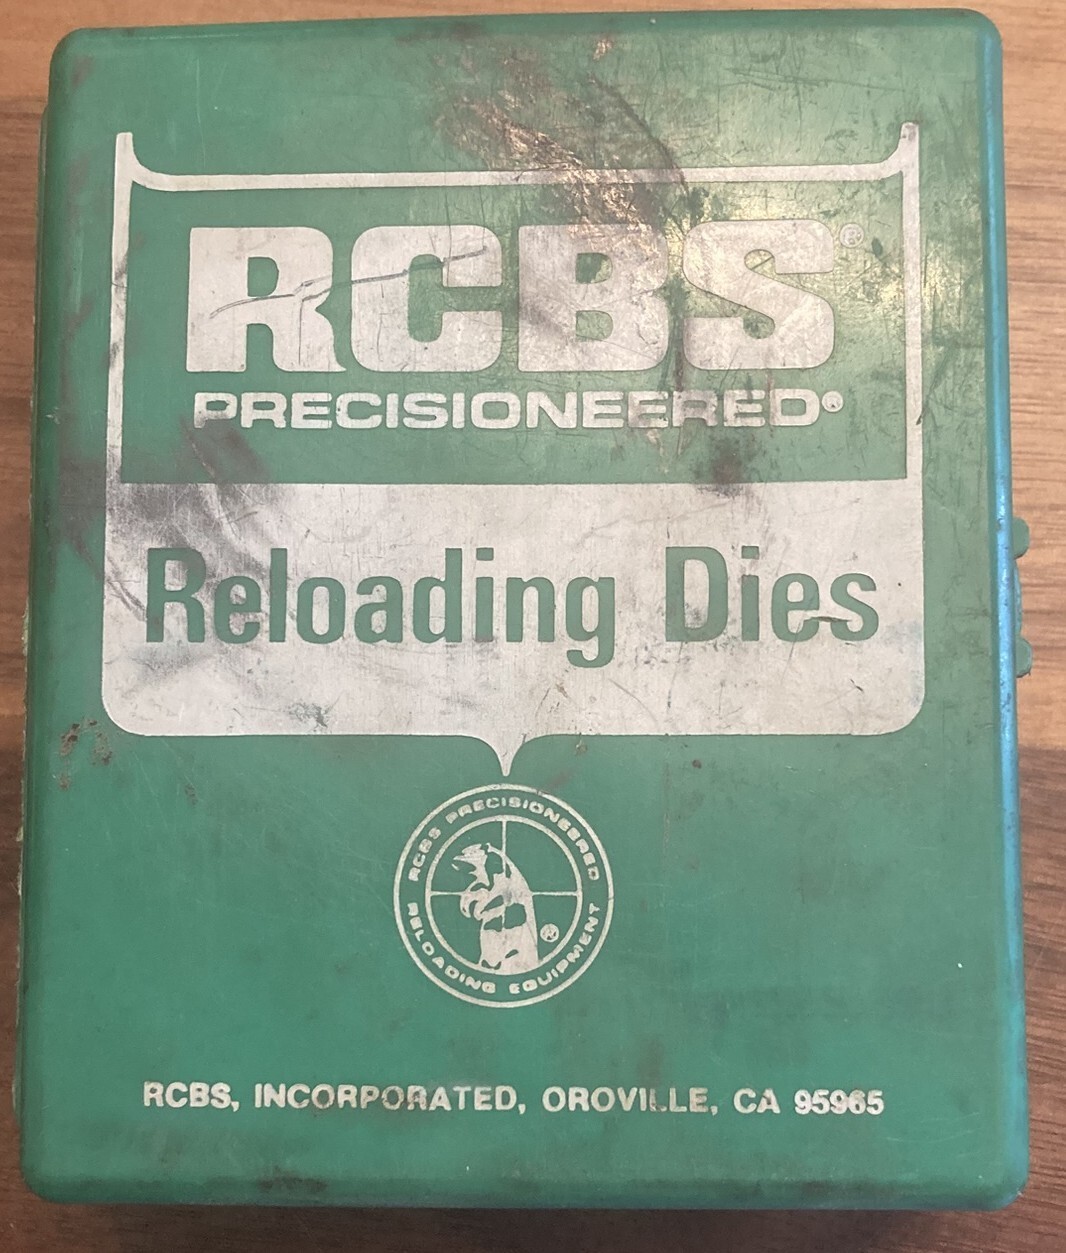 RCBS®
PRECISIONEERED®
Reloading Dies
RCBS PRECISIONEERED
RELOADING EQUIPMENT
®
RCBS, INCORPORATED, OROVILLE, CA 95965